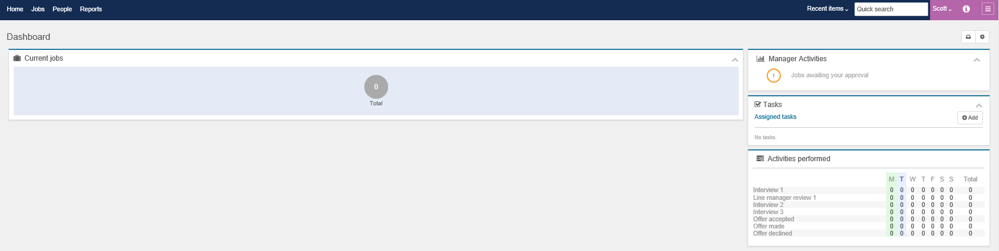 Home Jobs People Reports Recent items Quick search Scott
Dashboard
Current jobs
0
Total
Manager Activities
1 Jobs awaiting your approval
Tasks
Assigned tasks Add
No tasks.
Activities performed
M T W T F S S Total
Interview 1 0 0 0 0 0 0 0 0
Line manager review 1 0 0 0 0 0 0 0 0
Interview 2 0 0 0 0 0 0 0 0
Interview 3 0 0 0 0 0 0 0 0
Offer accepted 0 0 0 0 0 0 0 0
Offer made 0 0 0 0 0 0 0 0
Offer declined 0 0 0 0 0 0 0 0